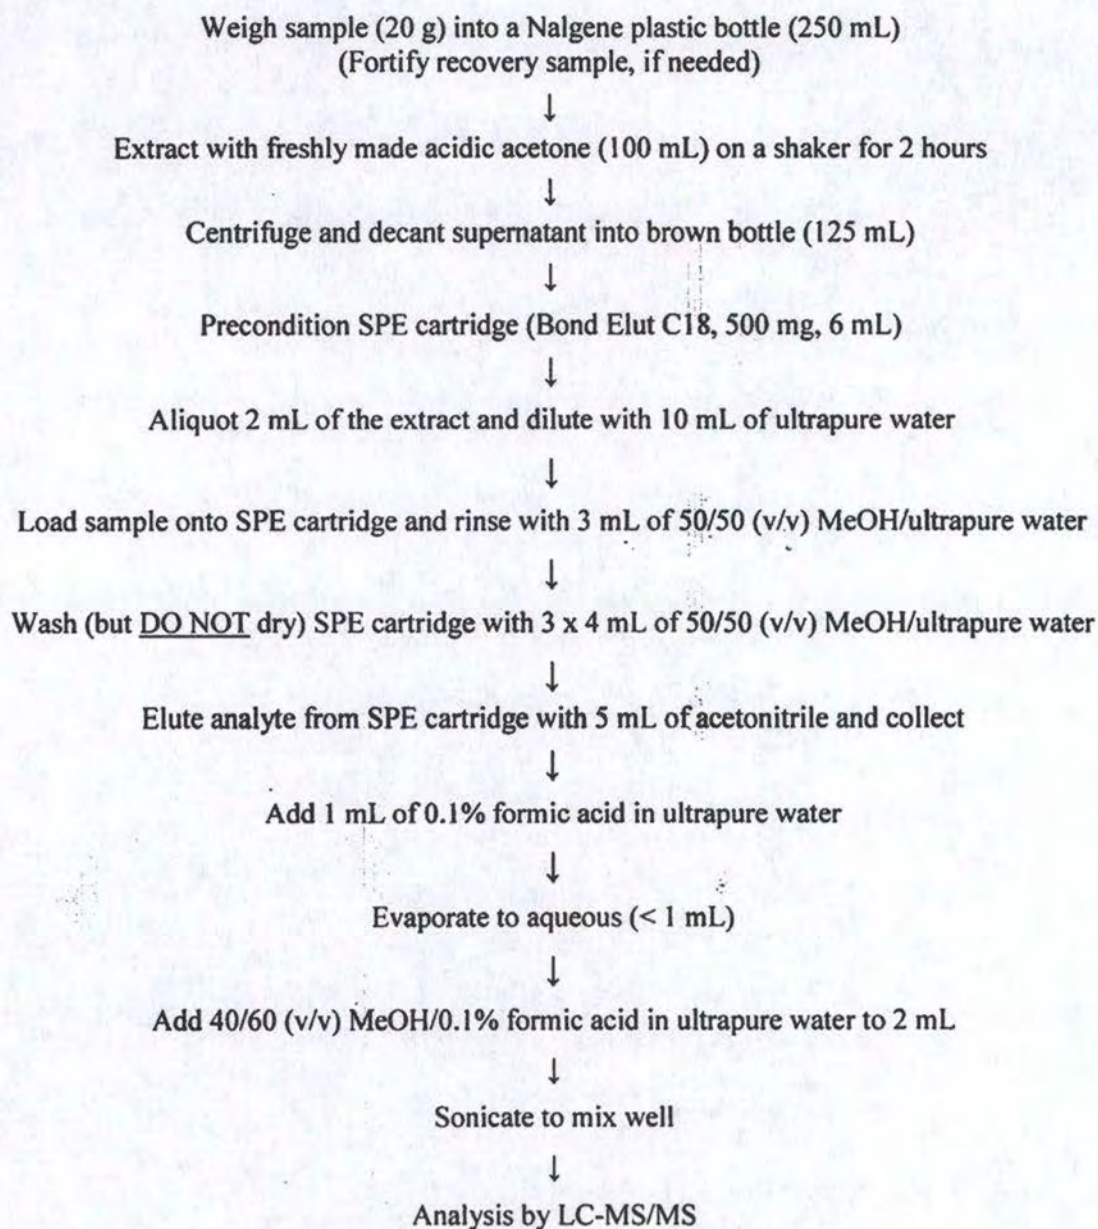 Weigh sample (20 g) into a Nalgene plastic bottle (250 mL)
(Fortify recovery sample, if needed)
↓
Extract with freshly made acidic acetone (100 mL) on a shaker for 2 hours
↓
Centrifuge and decant supernatant into brown bottle (125 mL)
↓
Precondition SPE cartridge (Bond Elut C18, 500 mg, 6 mL)
↓
Aliquot 2 mL of the extract and dilute with 10 mL of ultrapure water
↓
Load sample onto SPE cartridge and rinse with 3 mL of 50/50 (v/v) MeOH/ultrapure water
↓
Wash (but DO NOT dry) SPE cartridge with 3 x 4 mL of 50/50 (v/v) MeOH/ultrapure water
↓
Elute analyte from SPE cartridge with 5 mL of acetonitrile and collect
↓
Add 1 mL of 0.1% formic acid in ultrapure water
↓
Evaporate to aqueous (< 1 mL)
↓
Add 40/60 (v/v) MeOH/0.1% formic acid in ultrapure water to 2 mL
↓
Sonicate to mix well
↓
Analysis by LC-MS/MS